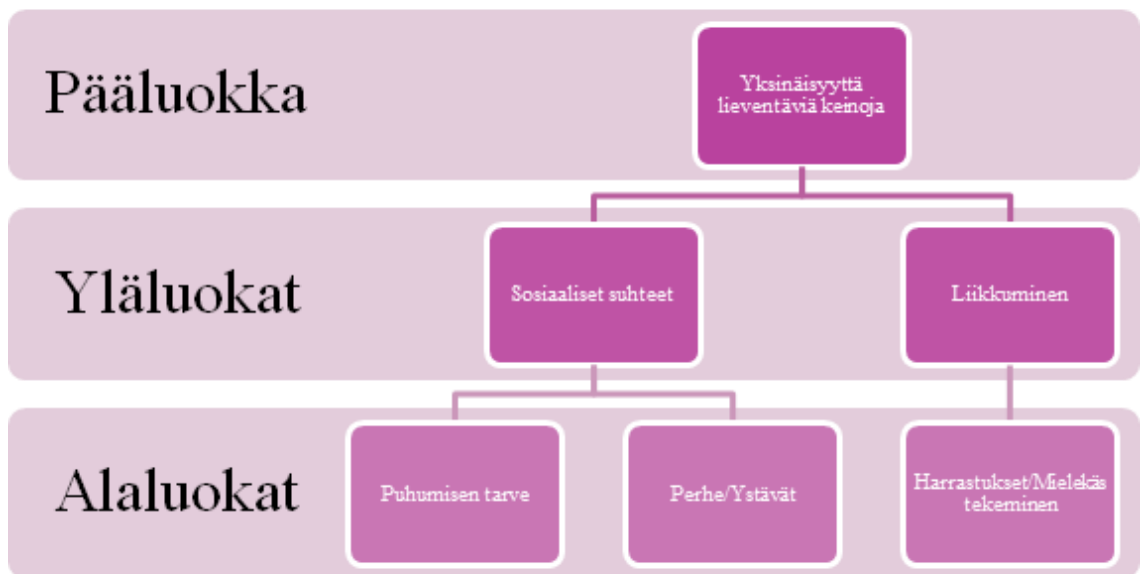 Pääluokka
Yksinäisyyttä
lieventäviä keinoja
Yläluokat
Sosiaaliset suhteet
Liikkuminen
Alaluokat
Puhumisen tarve
Perhe/Ystävät
Harrastukset/Mielekäs
tekeminen